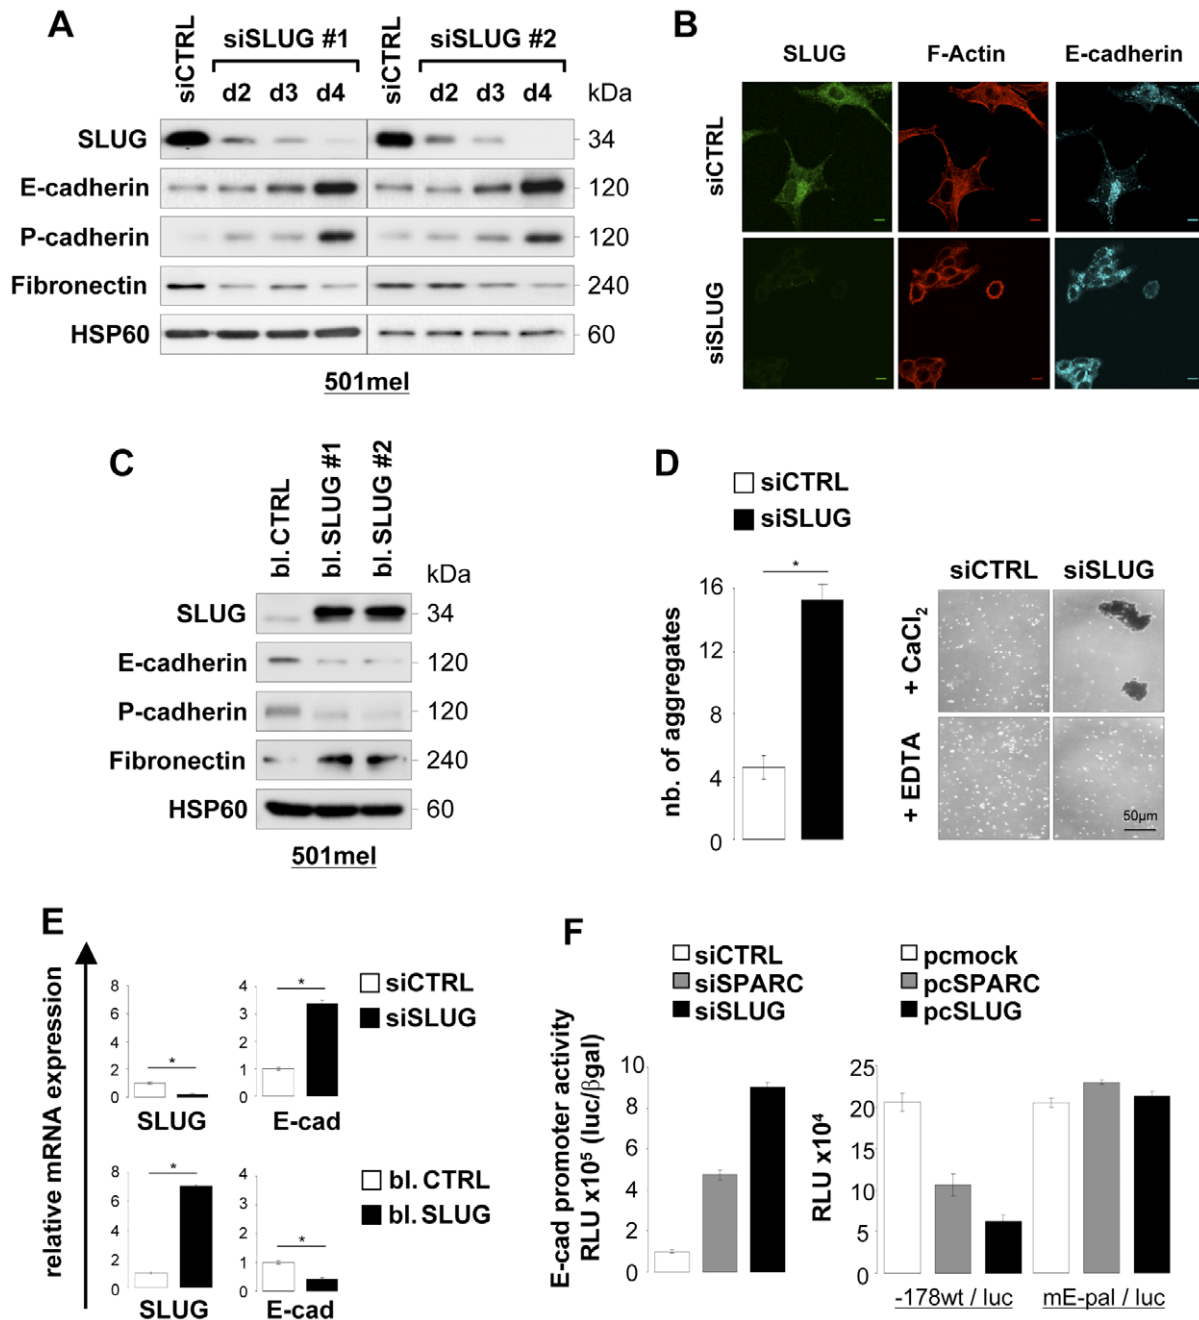 A
siCTRL
siSLUG #1
siCTRL
siSLUG #2
d2 d3 d4
d2 d3 d4
kDa
SLUG
34
E-cadherin
120
P-cadherin
120
Fibronectin
240
HSP60
60
501mel
B
SLUG F-Actin E-cadherin
siCTRL
siSLUG
C
bl. CTRL
bl. SLUG #1
bl. SLUG #2
kDa
SLUG
34
E-cadherin
120
P-cadherin
120
Fibronectin
240
HSP60
60
501mel
D
siCTRL
siSLUG
nb. of aggregates
16
12
8
4
0
*
siCTRL siSLUG
+ CaCl₂
+ EDTA
50µm
E
relative mRNA expression
8
6
4
2
0
*
SLUG
4
3
2
1
0
*
E-cad
siCTRL
siSLUG
8
6
4
2
0
*
SLUG
4
3
2
1
0
*
E-cad
bl. CTRL
bl. SLUG
F
siCTRL
siSPARC
siSLUG
E-cad promoter activity
RLU x10⁵ (luc/βgal)
10
8
6
4
2
0
pcmock
pcSPARC
pcSLUG
RLU x10⁴
25
20
15
10
5
0
-178wt / luc
mE-pal / luc